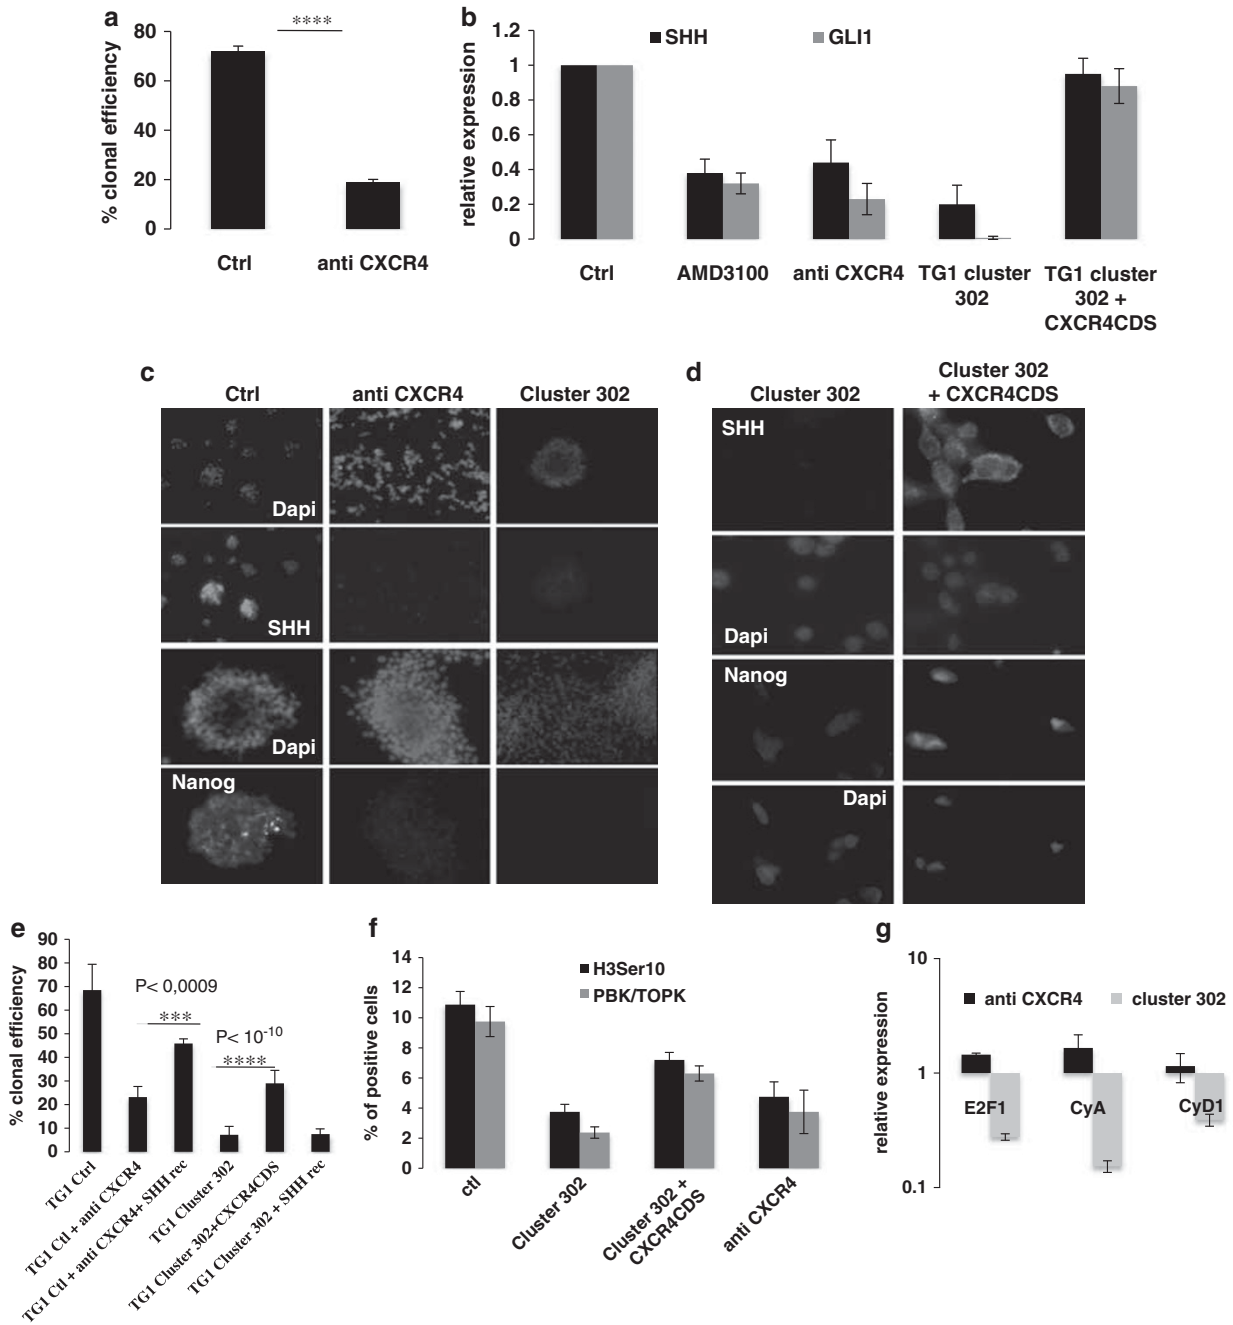 a
****
% clonal efficiency
80
60
40
20
0
Ctrl
anti CXCR4
b
SHH
GLI1
relative expression
1.2
1
0.8
0.6
0.4
0.2
0
Ctrl
AMD3100
anti CXCR4
TG1 cluster
302
TG1 cluster
302 +
CXCR4CDS
c
Ctrl
anti CXCR4
Cluster 302
Dapi
SHH
Dapi
Nanog
d
Cluster 302
Cluster 302
+ CXCR4CDS
SHH
Dapi
Nanog
Dapi
e
% clonal efficiency
90
80
70
60
50
40
30
20
10
0
P< 0,0009
***
P< 10-10
****
TG1 Ctrl
TG1 Ctl + anti CXCR4
TG1 Ctl + anti CXCR4+ SHH rec
TG1 Cluster 302
TG1 Cluster 302+CXCR4CDS
TG1 Cluster 302 + SHH rec
f
% of positive cells
14
12
10
8
6
4
2
0
H3Ser10
PBK/TOPK
ctl
Cluster 302
Cluster 302 +
CXCR4CDS
anti CXCR4
g
relative expression
10
1
0.1
anti CXCR4
cluster 302
E2F1
CyA
CyD1